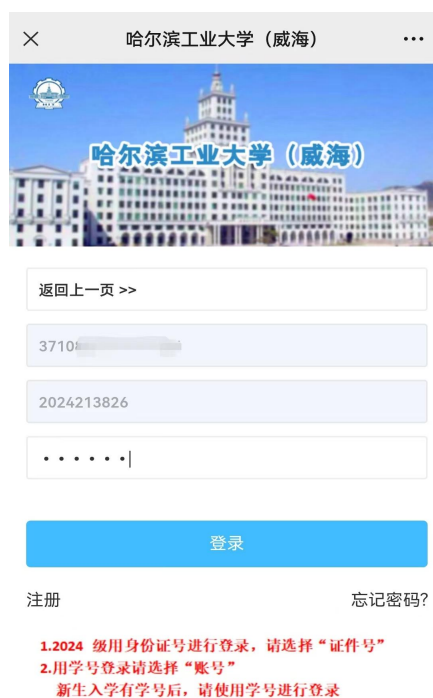 哈尔滨工业大学（威海）
哈尔滨工业大学（威海）
返回上一页 >>
3710
2024213826
登录
注册 忘记密码?
1.2024 级用身份证号进行登录，请选择“证件号”
2.用学号登录请选择“账号”
新生入学有学号后，请使用学号进行登录